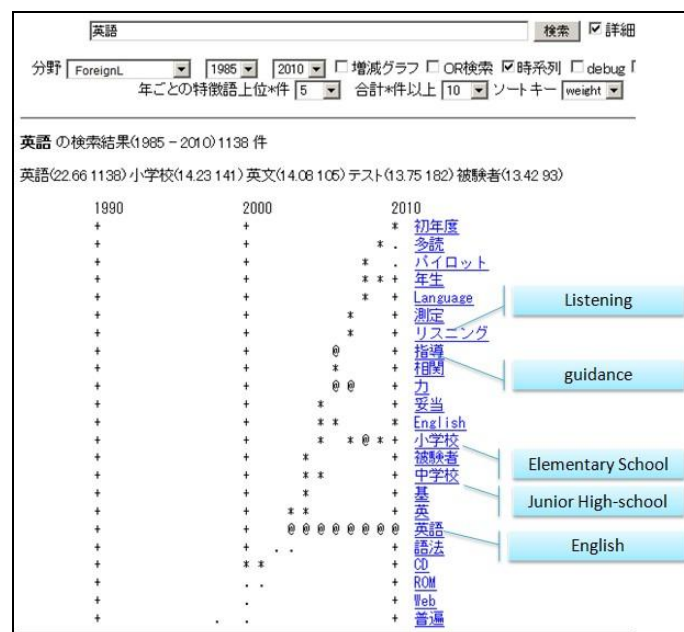 英語 検索 詳細
分野 ForeignL 1985 2010 増減グラフ OR検索 時系列 debug
年ごとの特徴語上位*件 5 合計*件以上 10 ソートキー weight
英語 の検索結果(1985 - 2010) 1138 件
英語(22.66 1138) 小学校(14.23 141) 英文(14.08 105) テスト(13.75 182) 被験者(13.42 93)
1990 2000 2010
+ + * 初年度
+ + * . 多読
+ + * . パイロット
+ + * * + 年生
+ + * + Language
+ + * + 測定
+ + * + リスニング
+ + @ + 指導
+ + * + 相関
+ + @ @ + 力
+ + * + 妥当
+ + * * * English
+ + * * @ * + 小学校
+ + * + 被験者
+ + * * + 中学校
+ + * + 基
+ + * * + 英
+ + @ @ @ @ @ @ @ @ 英語
+ + . . + 語法
+ * * + CD
+ . . + ROM
+ . + Web
+ . . + 普遍
Listening
guidance
Elementary School
Junior High-school
English